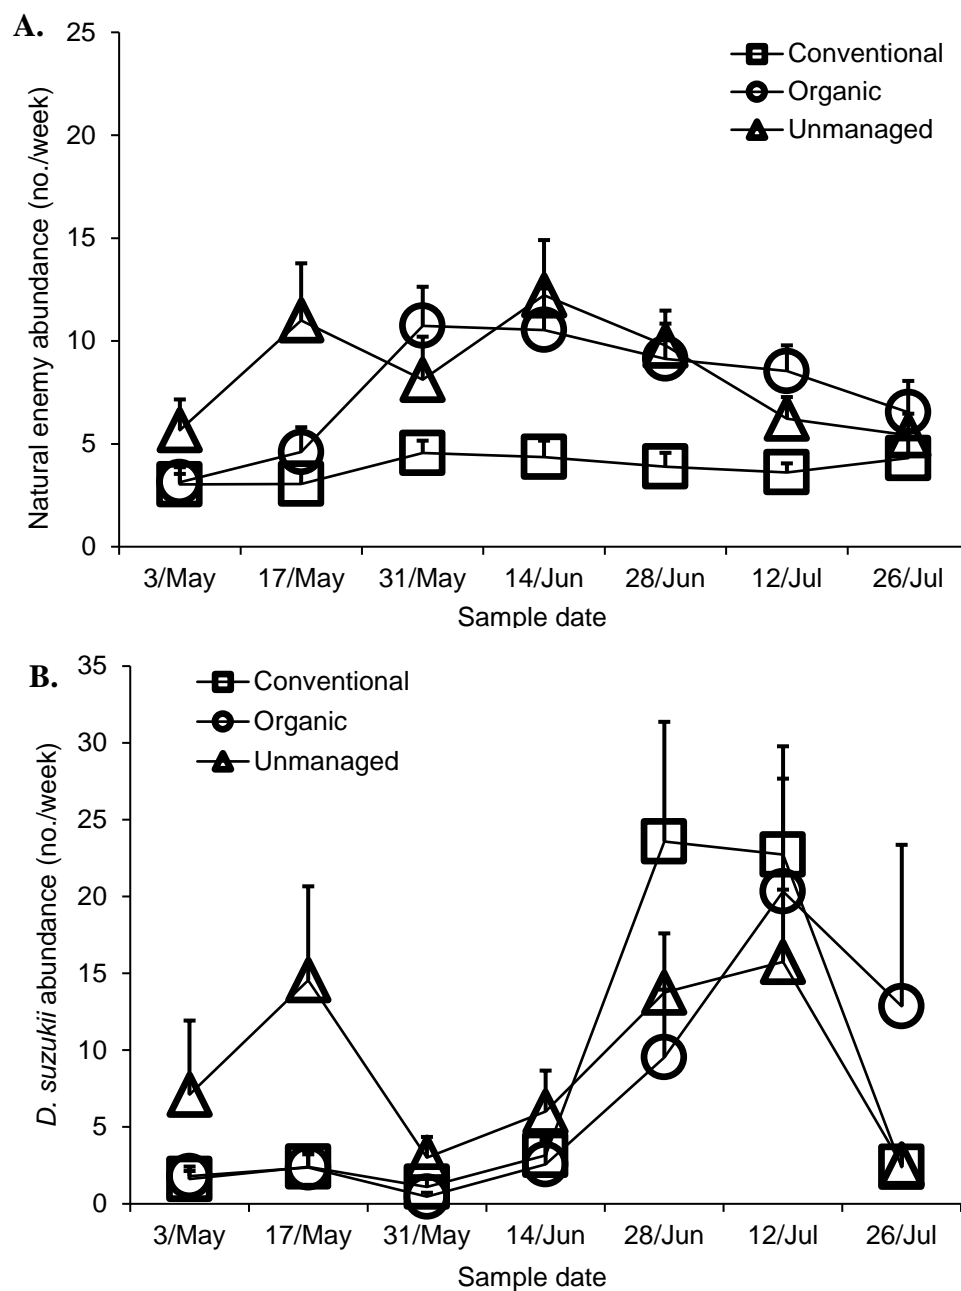 A.
25
20
15
10
5
0
Natural enemy abundance (no./week)
Conventional
Organic
Unmanaged
3/May 17/May 31/May 14/Jun 28/Jun 12/Jul 26/Jul
Sample date
B.
35
30
25
20
15
10
5
0
D. suzukii abundance (no./week)
Conventional
Organic
Unmanaged
3/May 17/May 31/May 14/Jun 28/Jun 12/Jul 26/Jul
Sample date